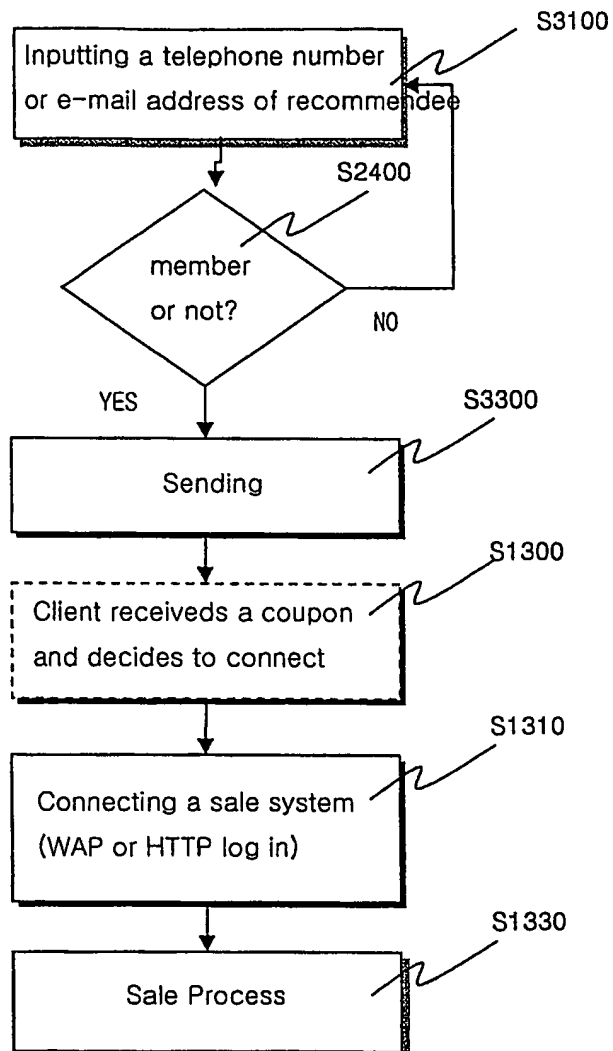 S3100
Inputting a telephone number
or e-mail address of recommendee
S2400
member
or not?
NO
YES
S3300
Sending
S1300
Client receiveds a coupon
and decides to connect
S1310
Connecting a sale system
(WAP or HTTP log in)
S1330
Sale Process